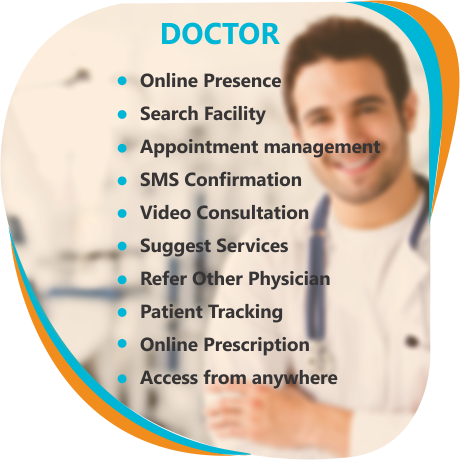 DOCTOR
Online Presence
Search Facility
Appointment management
SMS Confirmation
Video Consultation
Suggest Services
Refer Other Physician
Patient Tracking
Online Prescription
Access from anywhere